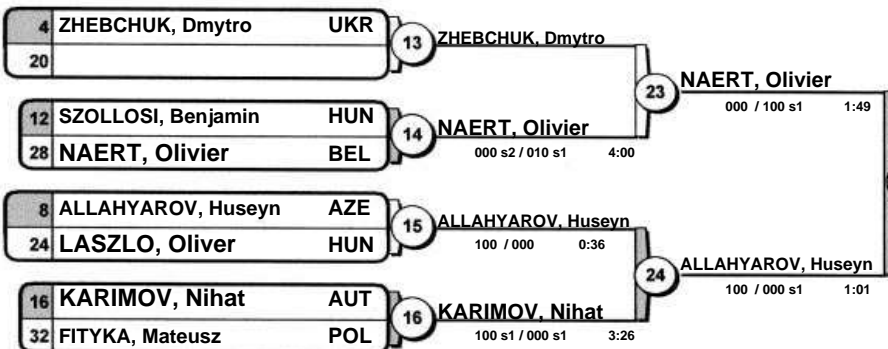 4 ZHEBCHUK, Dmytro UKR
20
13
ZHEBCHUK, Dmytro
12 SZOLLOSI, Benjamin HUN
28 NAERT, Olivier BEL
14
NAERT, Olivier
000 s2 / 010 s1 4:00
23
NAERT, Olivier
000 / 100 s1 1:49
8 ALLAHYAROV, Huseyn AZE
24 LASZLO, Oliver HUN
15
ALLAHYAROV, Huseyn
100 / 000 0:36
16 KARIMOV, Nihat AUT
32 FITYKA, Mateusz POL
16
KARIMOV, Nihat
100 s1 / 000 s1 3:26
24
ALLAHYAROV, Huseyn
100 / 000 s1 1:01